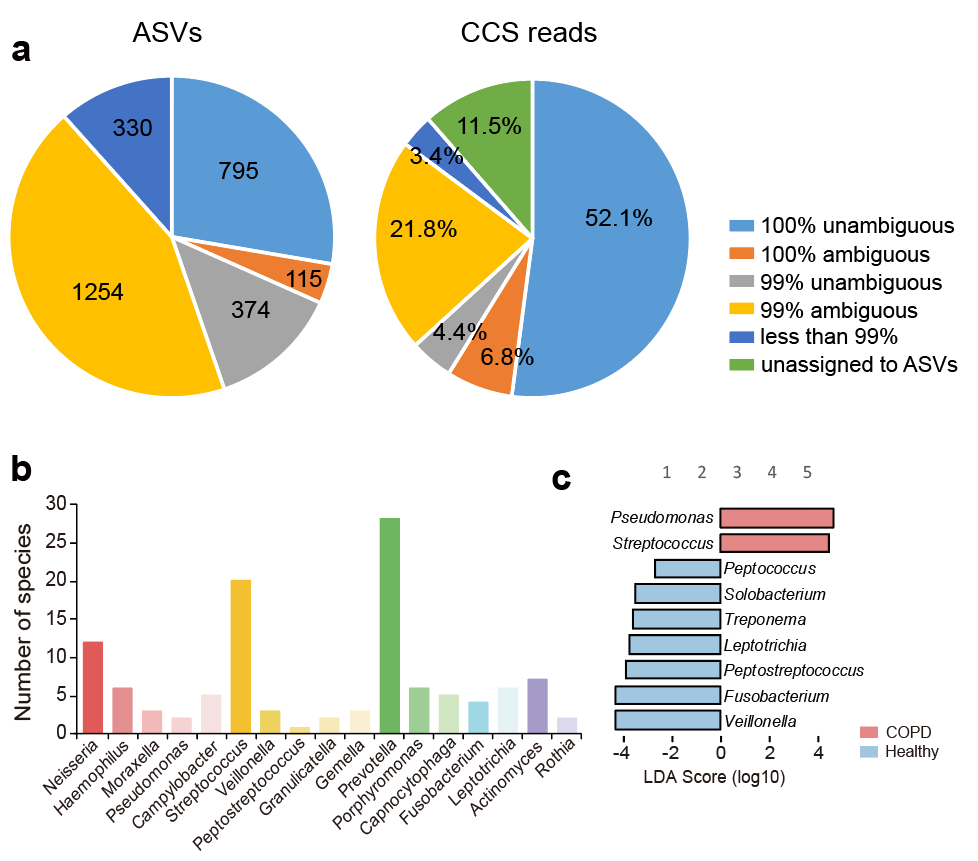 a
ASVs
CCS reads
330
795
115
374
1254
11.5%
3.4%
52.1%
21.8%
4.4%
6.8%
100% unambiguous
100% ambiguous
99% unambiguous
99% ambiguous
less than 99%
unassigned to ASVs
b
Number of species
30
25
20
15
10
5
0
Neisseria
Haemophilus
Moraxella
Pseudomonas
Campylobacter
Streptococcus
Veillonella
Peptostreptococcus
Granulicatella
Gemella
Prevotella
Porphyromonas
Capnocytophaga
Fusobacterium
Leptotrichia
Actinomyces
Rothia
c
1 2 3 4 5
Pseudomonas
Streptococcus
Peptococcus
Solobacterium
Treponema
Leptotrichia
Peptostreptococcus
Fusobacterium
Veillonella
-4 -2 0 2 4
LDA Score (log10)
COPD
Healthy